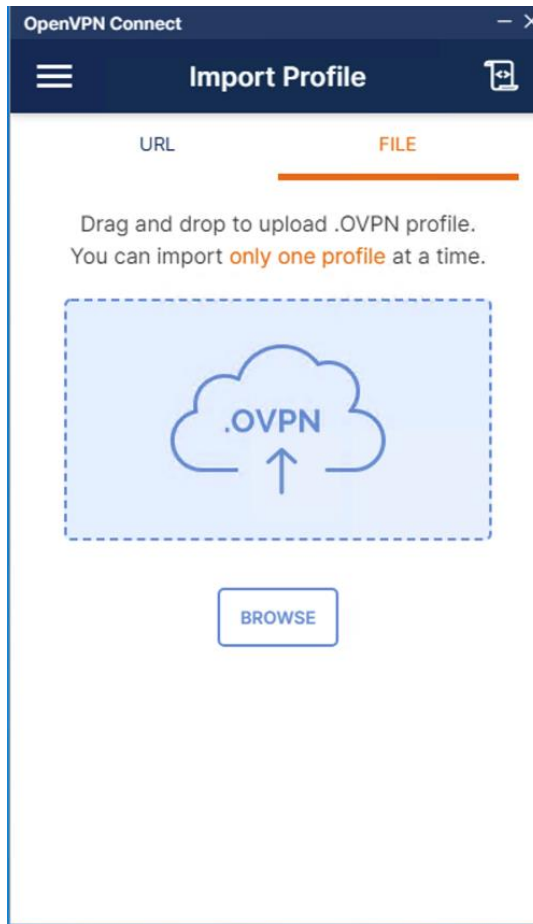 OpenVPN Connect
Import Profile
URL
FILE
Drag and drop to upload .OVPN profile.
You can import only one profile at a time.
.OVPN
BROWSE